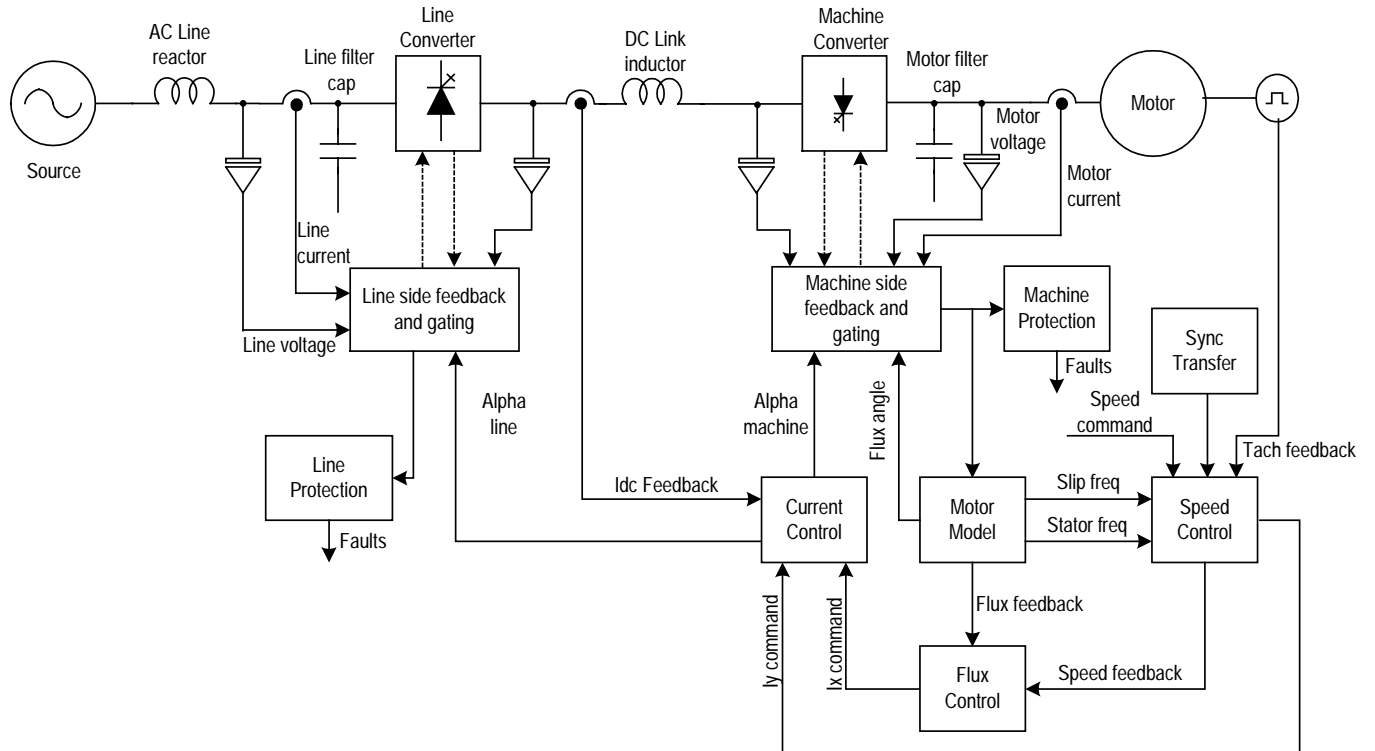 AC Line
reactor
Line filter
cap
Line
Converter
DC Link
inductor
Machine
Converter
Motor filter
cap
Motor
voltage
Motor
Source
Line
current
Motor
current
Line side feedback
and gating
Machine side
feedback and
gating
Machine
Protection
Sync
Transfer
Line voltage
Faults
Alpha
line
Alpha
machine
Flux angle
Speed
command
Tach feedback
Line
Protection
Idc Feedback
Current
Control
Motor
Model
Slip freq
Stator freq
Speed
Control
Faults
Flux feedback
Iy command
Ix command
Flux
Control
Speed feedback